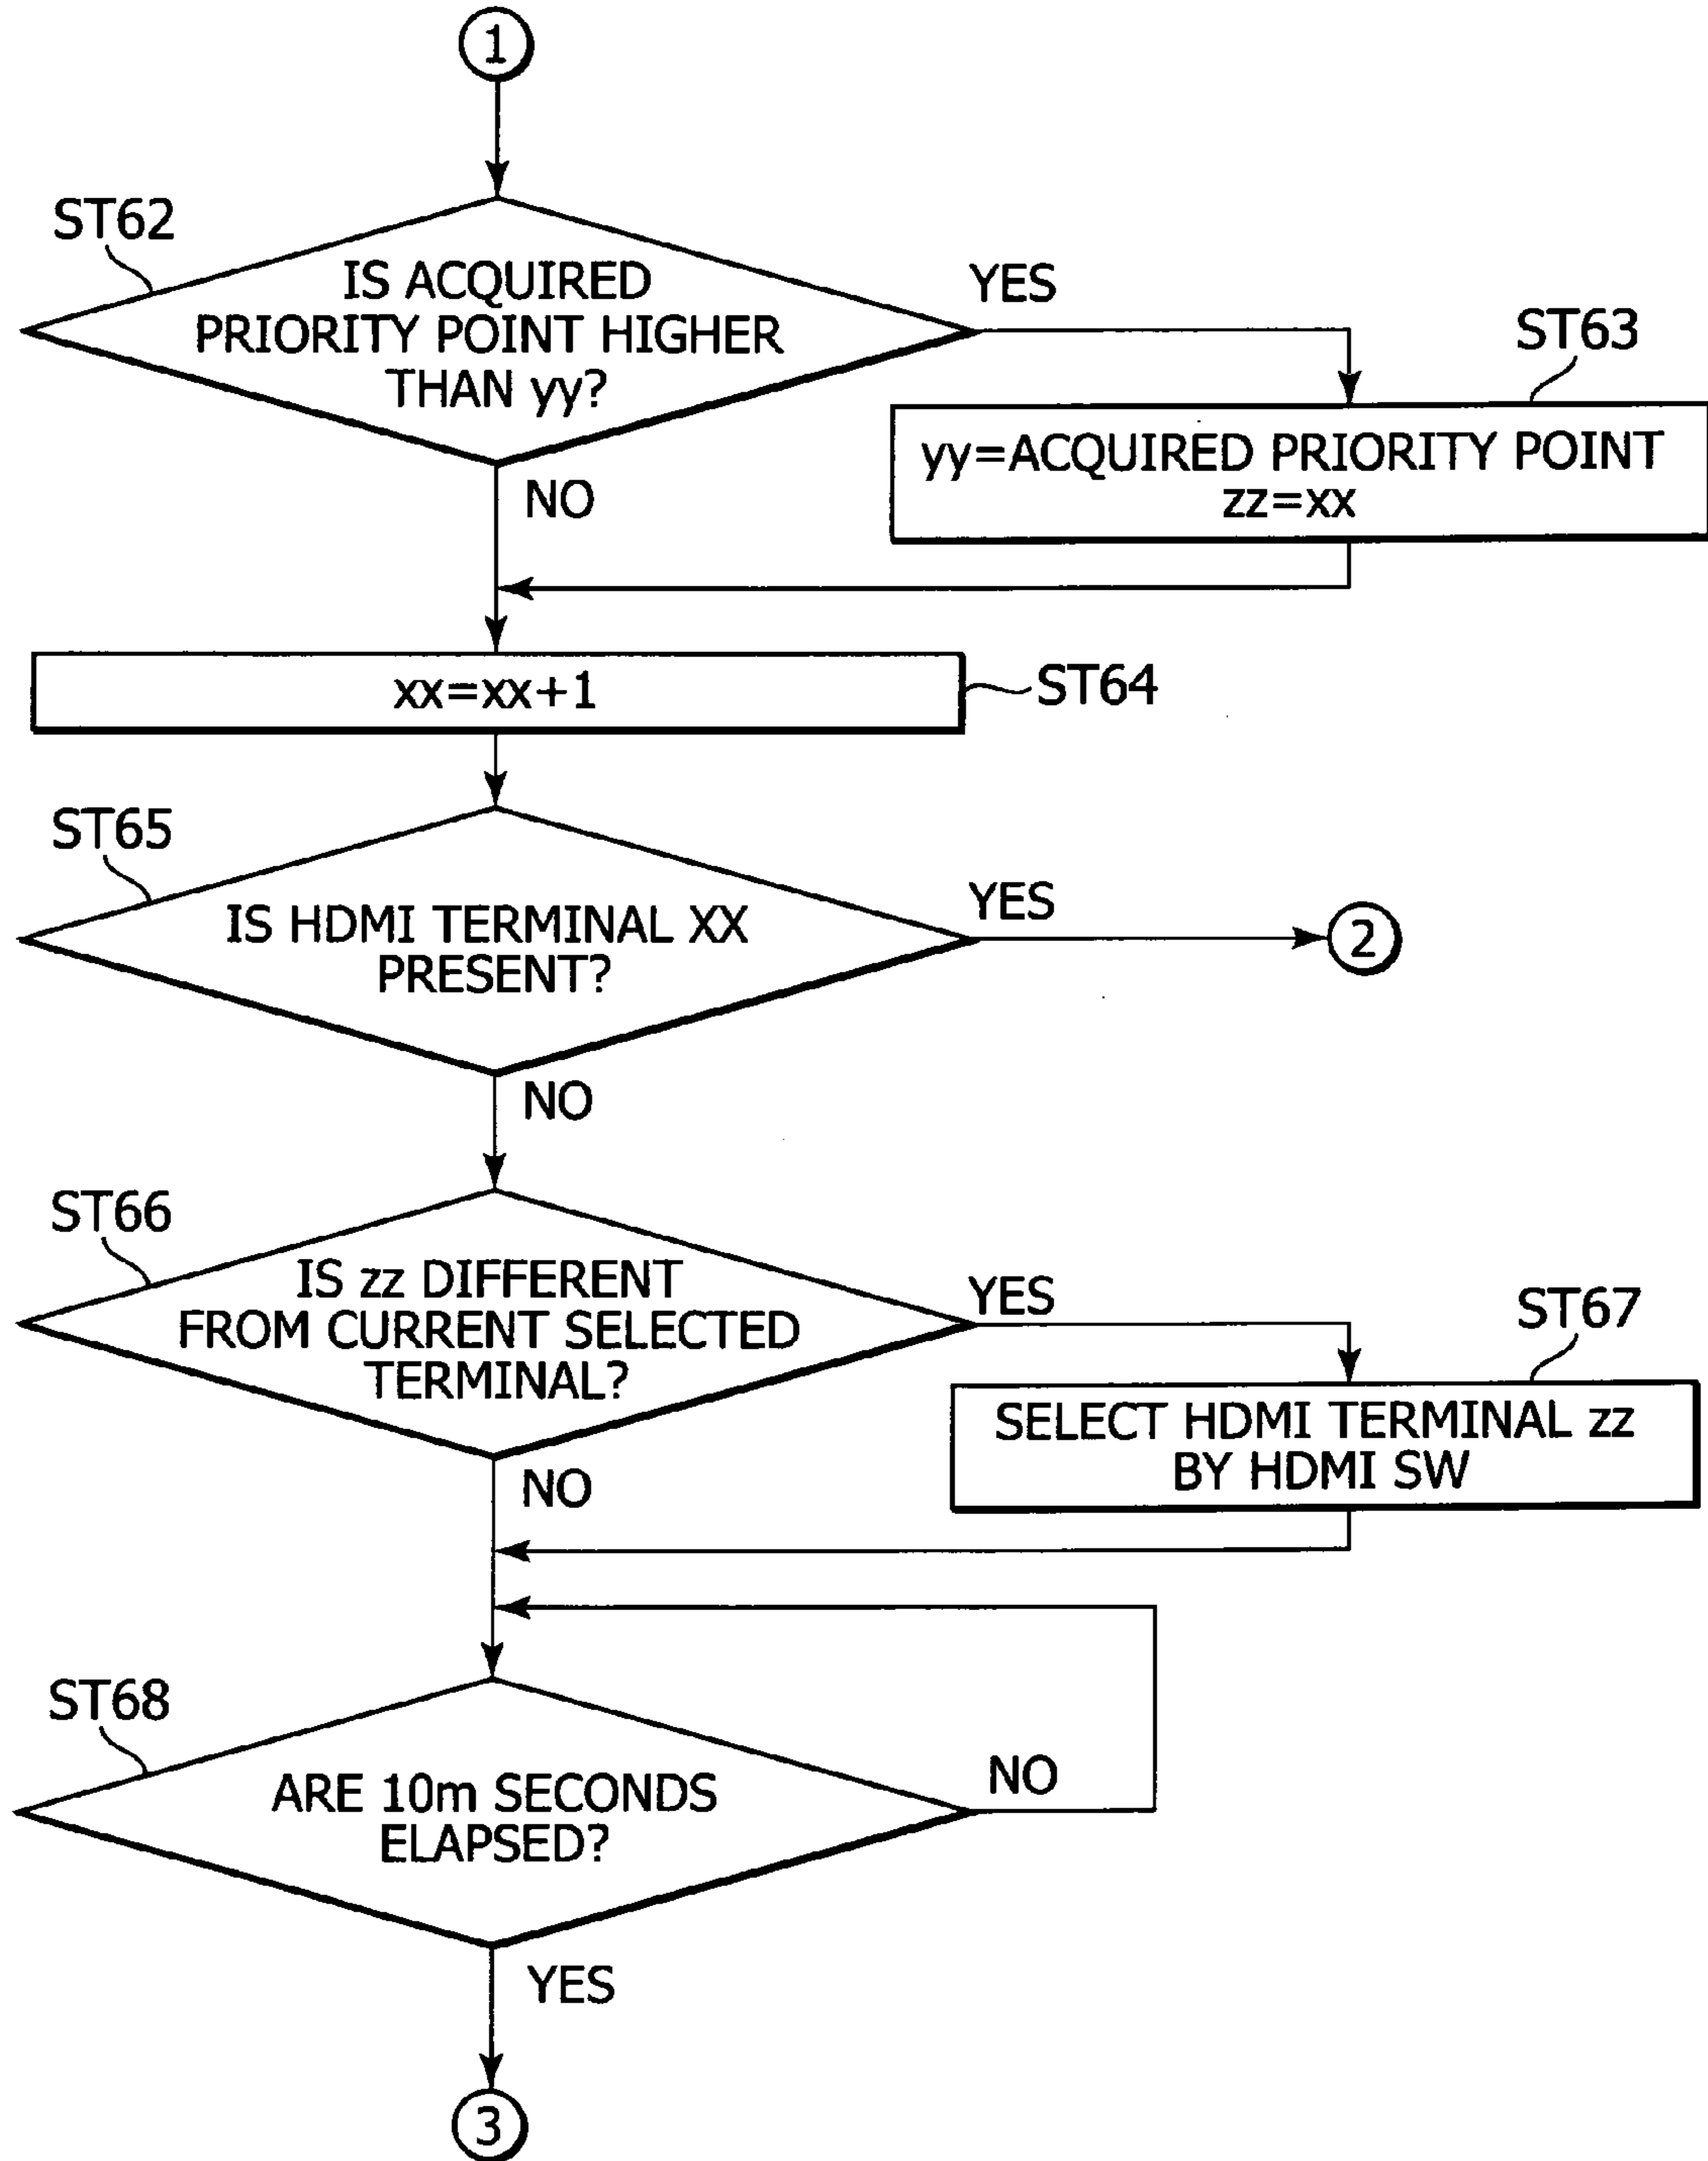 1
ST62
IS ACQUIRED
PRIORITY POINT HIGHER
THAN yy?
YES
NO
ST63
yy=ACQUIRED PRIORITY POINT
zz=xx
xx=xx+1
ST64
ST65
IS HDMI TERMINAL XX
PRESENT?
YES
2
NO
ST66
IS zz DIFFERENT
FROM CURRENT SELECTED
TERMINAL?
YES
NO
ST67
SELECT HDMI TERMINAL zz
BY HDMI SW
ST68
ARE 10m SECONDS
ELAPSED?
NO
YES
3